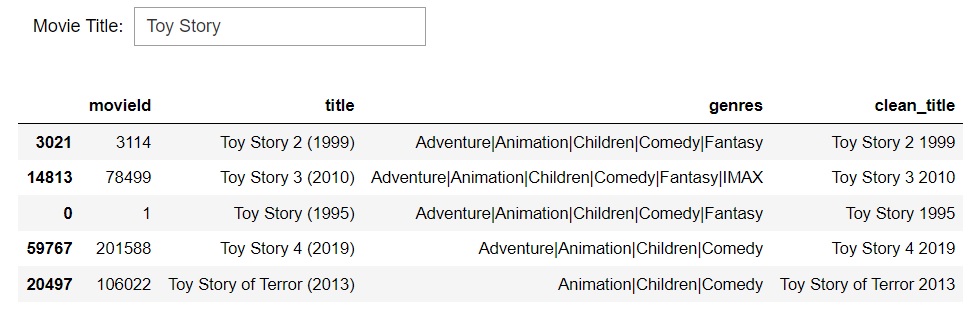 Movie Title: Toy Story
movieId title genres clean_title
3021 3114 Toy Story 2 (1999) Adventure|Animation|Children|Comedy|Fantasy Toy Story 2 1999
14813 78499 Toy Story 3 (2010) Adventure|Animation|Children|Comedy|Fantasy|IMAX Toy Story 3 2010
0 1 Toy Story (1995) Adventure|Animation|Children|Comedy|Fantasy Toy Story 1995
59767 201588 Toy Story 4 (2019) Adventure|Animation|Children|Comedy Toy Story 4 2019
20497 106022 Toy Story of Terror (2013) Animation|Children|Comedy Toy Story of Terror 2013